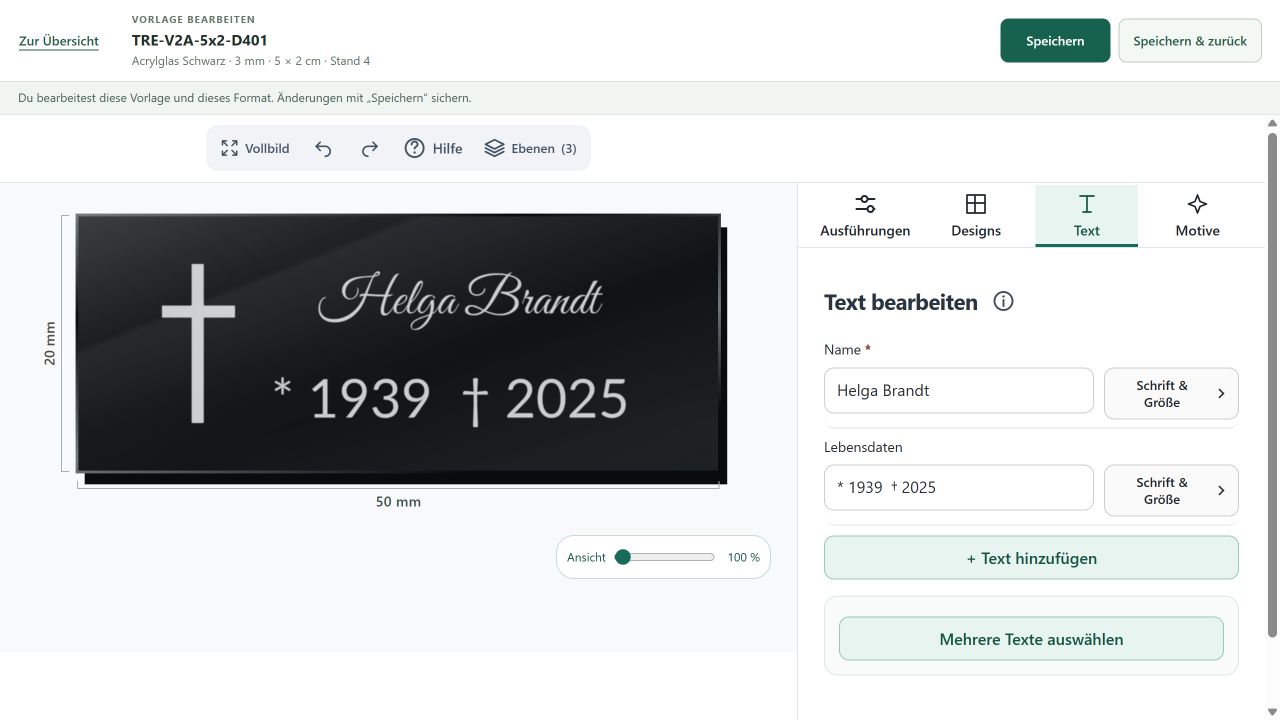 Zur Übersicht
VORLAGE BEARBEITEN
TRE-V2A-5x2-D401
Acrylglas Schwarz · 3 mm · 5 × 2 cm · Stand 4
Speichern
Speichern & zurück
Du bearbeitest diese Vorlage und dieses Format. Änderungen mit „Speichern“ sichern.
Vollbild
Hilfe
Ebenen (3)
20 mm
Helga Brandt
* 1939 † 2025
50 mm
Ansicht
100 %
Ausführungen
Designs
Text
Motive
Text bearbeiten
Name *
Helga Brandt
Schrift &
Größe
Lebensdaten
* 1939 † 2025
Schrift &
Größe
+ Text hinzufügen
Mehrere Texte auswählen